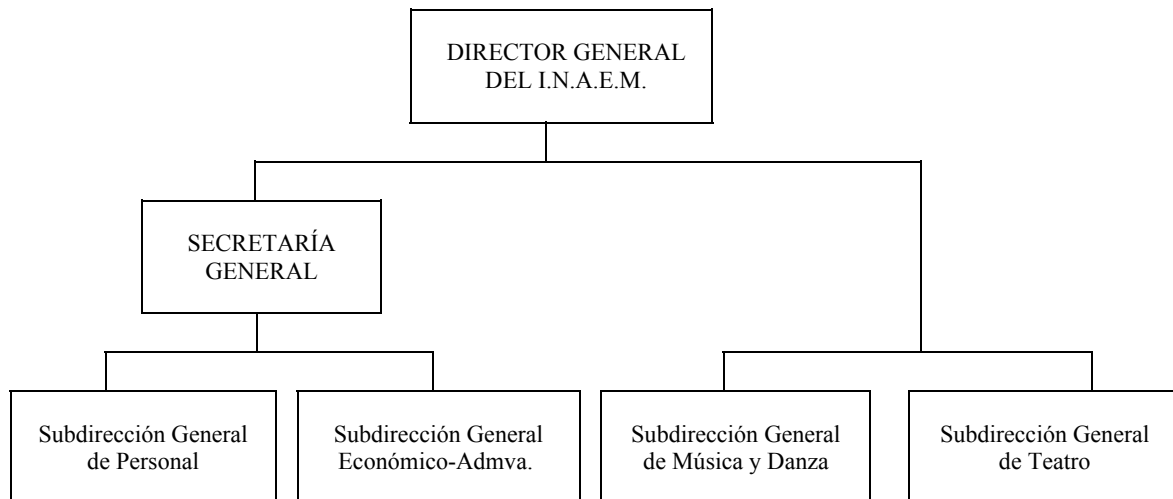 DIRECTOR GENERAL
DEL I.N.A.E.M.
SECRETARÍA
GENERAL
Subdirección General
de Personal
Subdirección General
Económico-Admva.
Subdirección General
de Música y Danza
Subdirección General
de Teatro